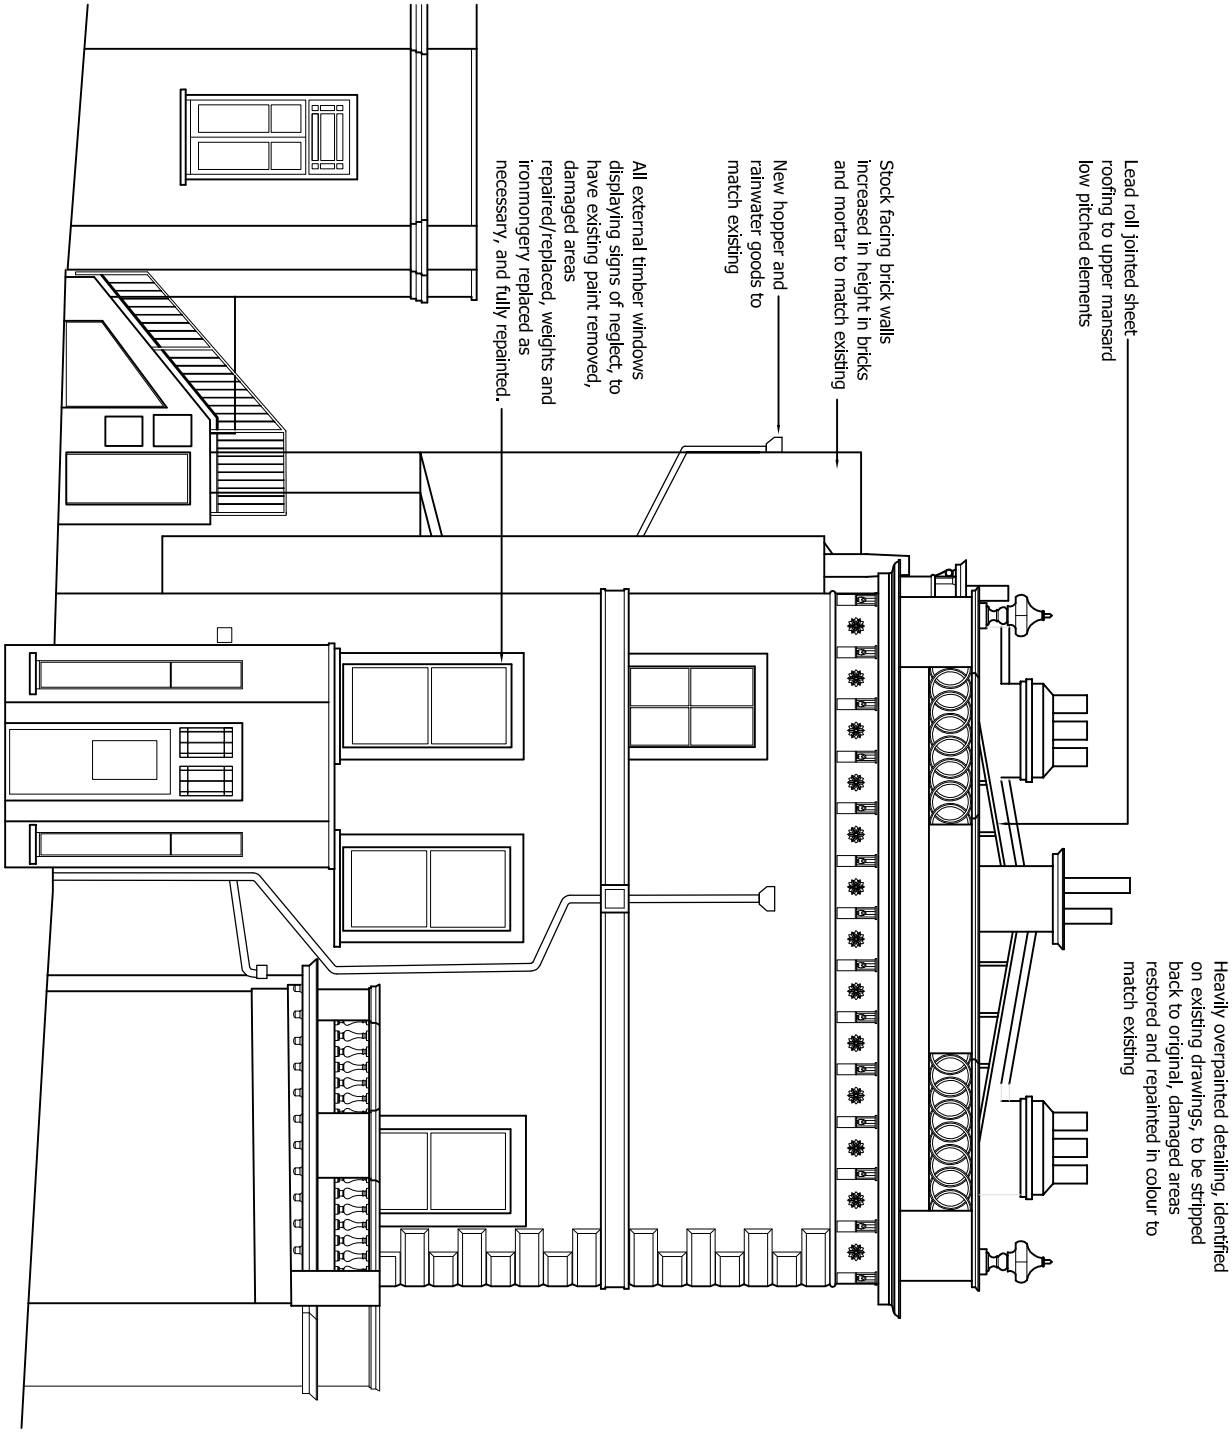 Lead roll jointed sheet
roofing to upper mansard
low pitched elements
Stock facing brick walls
increased in height in bricks
and mortar to match existing
New hopper and
rainwater goods to
match existing
All external timber windows
displaying signs of neglect, to
have existing paint removed,
damaged areas
repaired/replaced, weights and
ironmongery replaced as
necessary, and fully repainted.
Heavily overpainted detailing, identified
on existing drawings, to be stripped
back to original, damaged areas
restored and repainted in colour to
match existing